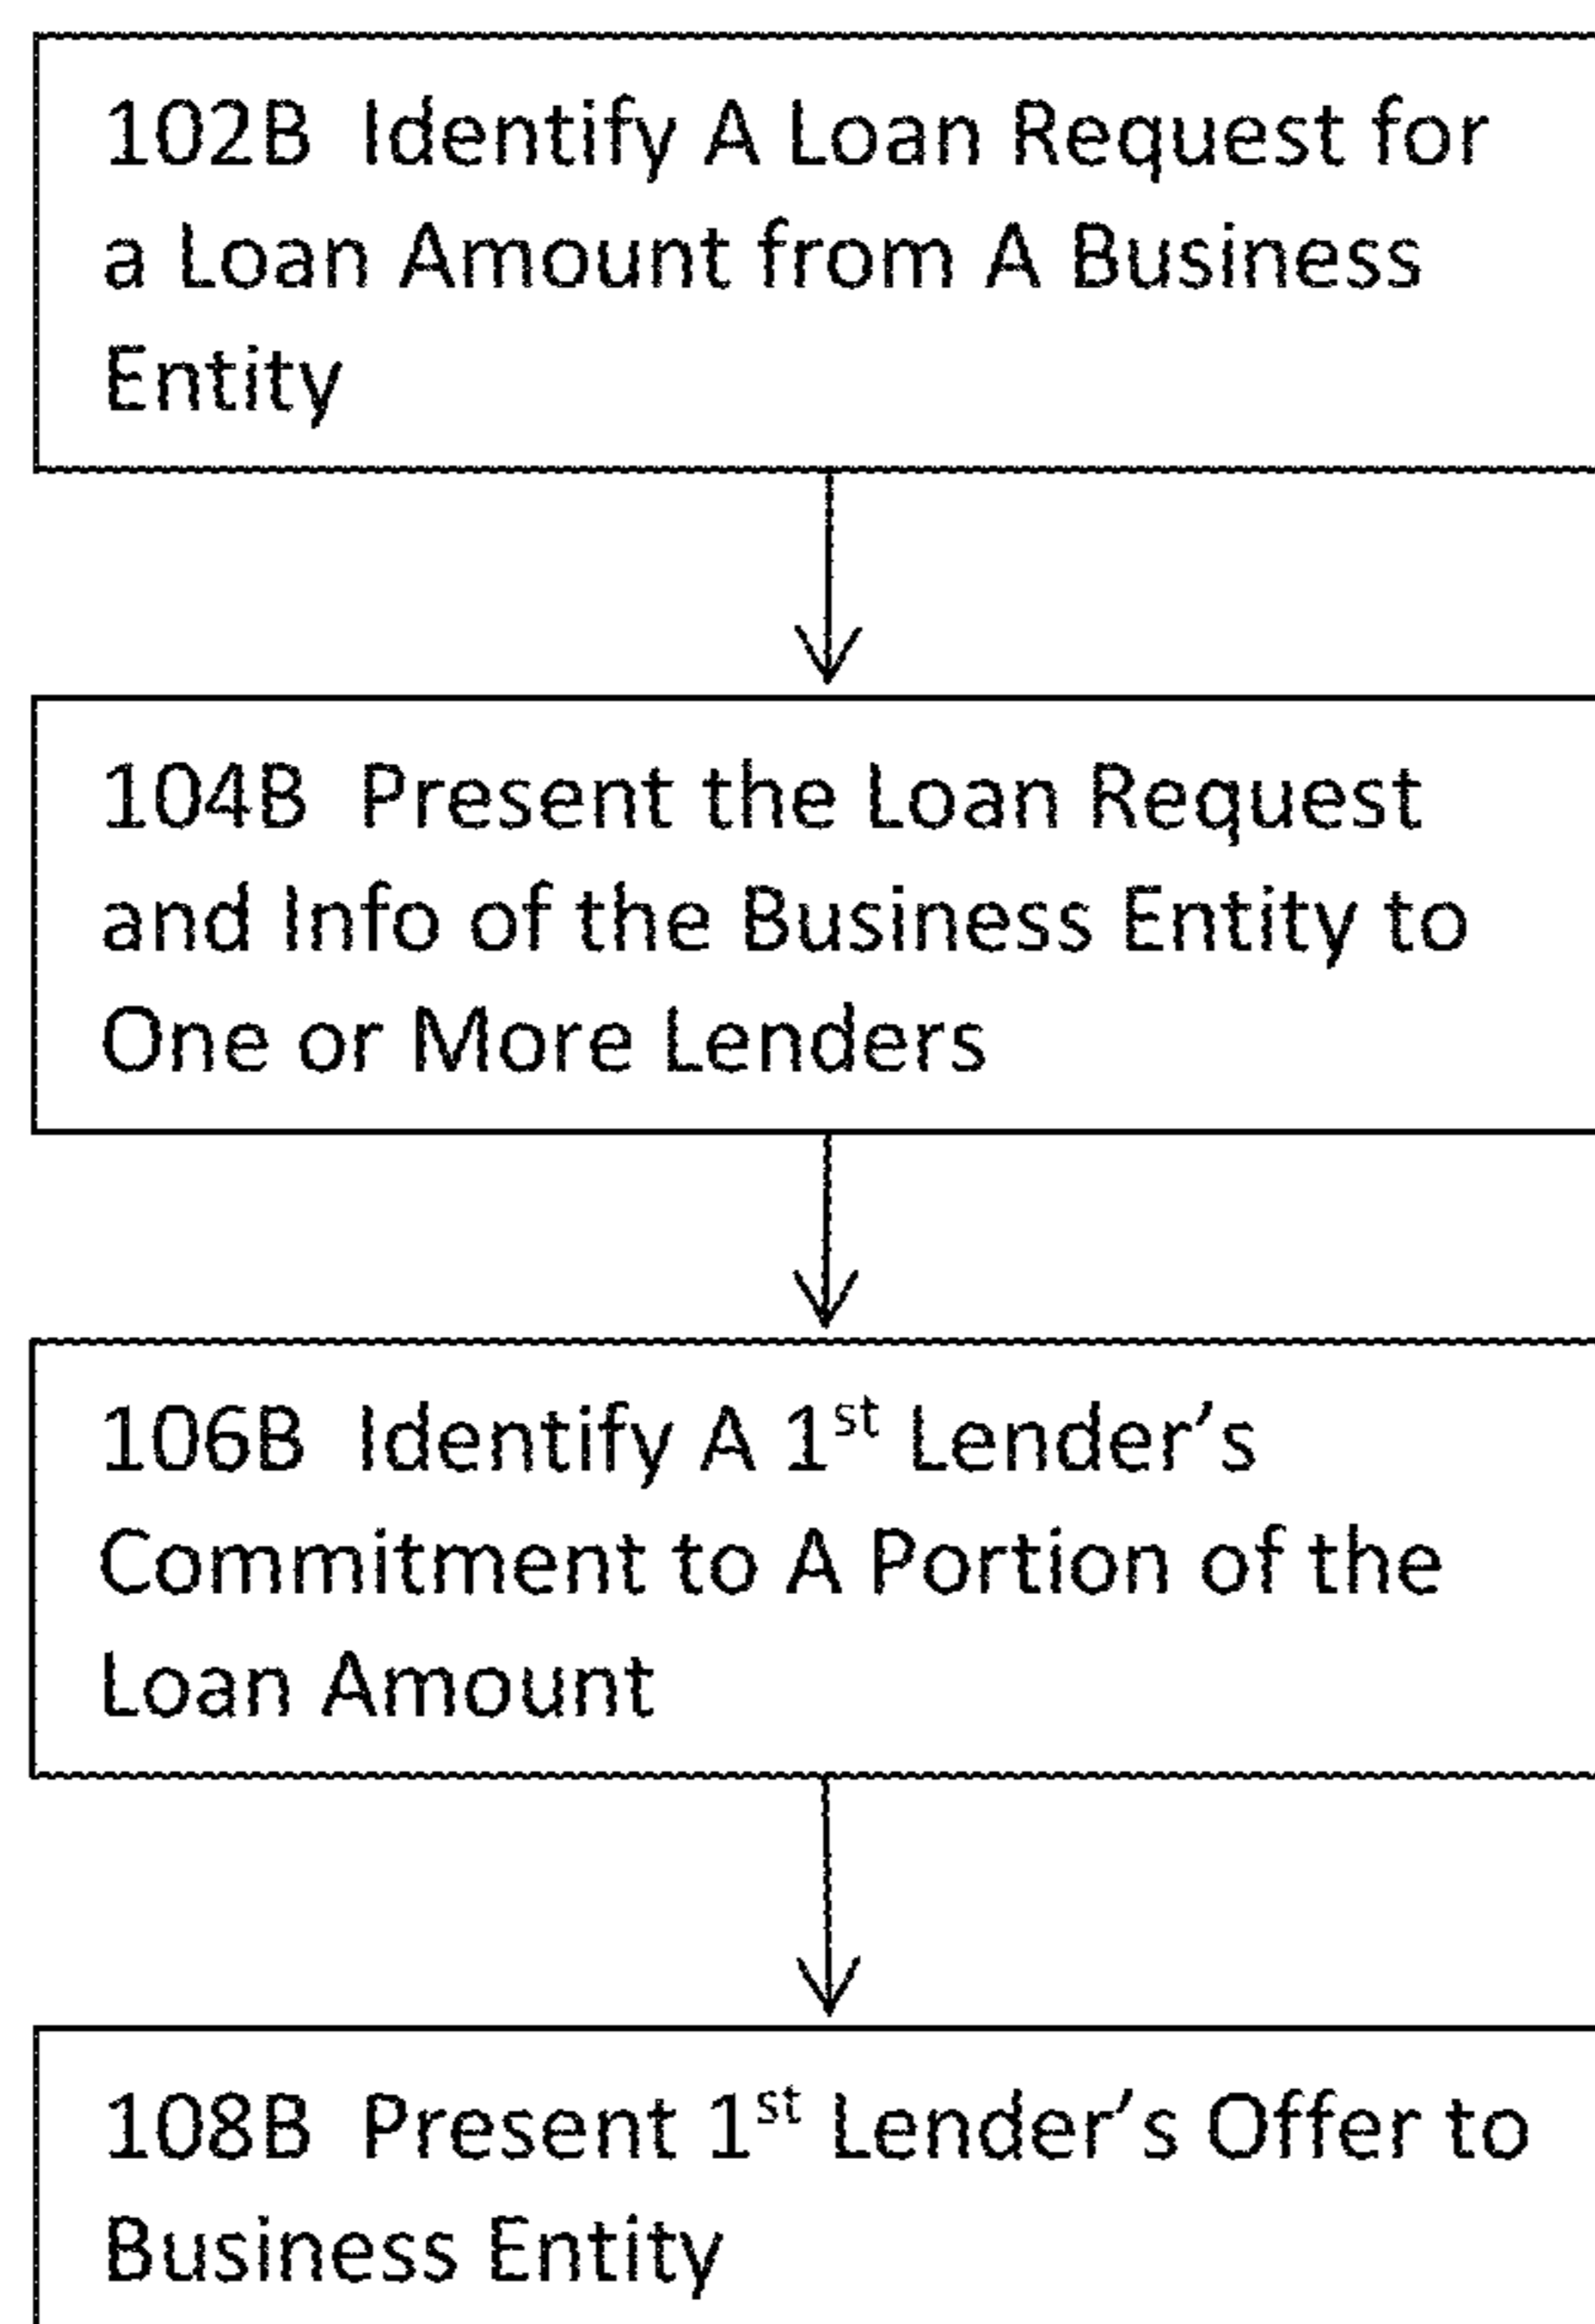 102B Identify A Loan Request for
a Loan Amount from A Business
Entity
104B Present the Loan Request
and Info of the Business Entity to
One or More Lenders
106B Identify A 1st Lender’s
Commitment to A Portion of the
Loan Amount
108B Present 1st Lender’s Offer to
Business Entity